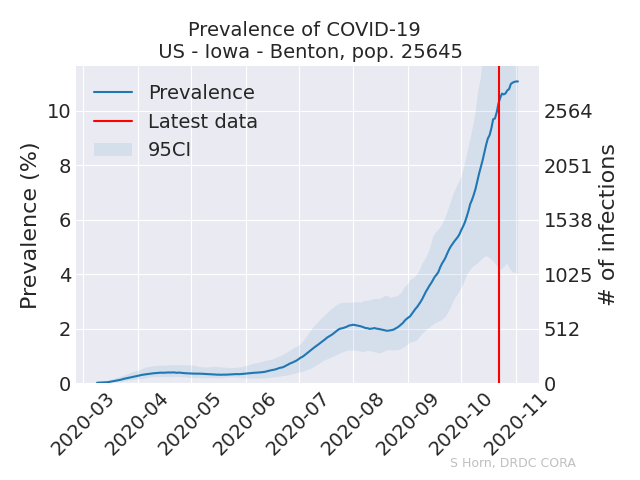 Prevalence of COVID-19
US - Iowa - Benton, pop. 25645
Prevalence
Latest data
95CI
Prevalence (%)
10
8
6
4
2
0
2564
2051
1538
1025
512
0
# of infections
2020-03
2020-04
2020-05
2020-06
2020-07
2020-08
2020-09
2020-10
2020-11
S Horn, DRDC CORA